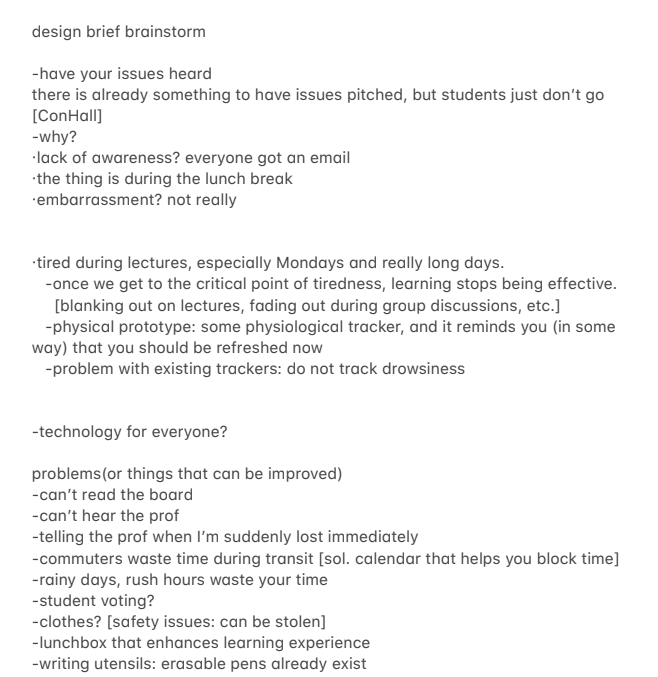 design brief brainstorm
-have your issues heard
there is already something to have issues pitched, but students just don't go
[ConHall]
-why?
·lack of awareness? everyone got an email
·the thing is during the lunch break
·embarrassment? not really
·tired during lectures, especially Mondays and really long days.
-once we get to the critical point of tiredness, learning stops being effective.
[blanking out on lectures, fading out during group discussions, etc.]
-physical prototype: some physiological tracker, and it reminds you (in some
way) that you should be refreshed now
-problem with existing trackers: do not track drowsiness
-technology for everyone?
problems(or things that can be improved)
-can't read the board
-can't hear the prof
-telling the prof when I'm suddenly lost immediately
-commuters waste time during transit [sol. calendar that helps you block time]
-rainy days, rush hours waste your time
-student voting?
-clothes? [safety issues: can be stolen]
-lunchbox that enhances learning experience
-writing utensils: erasable pens already exist